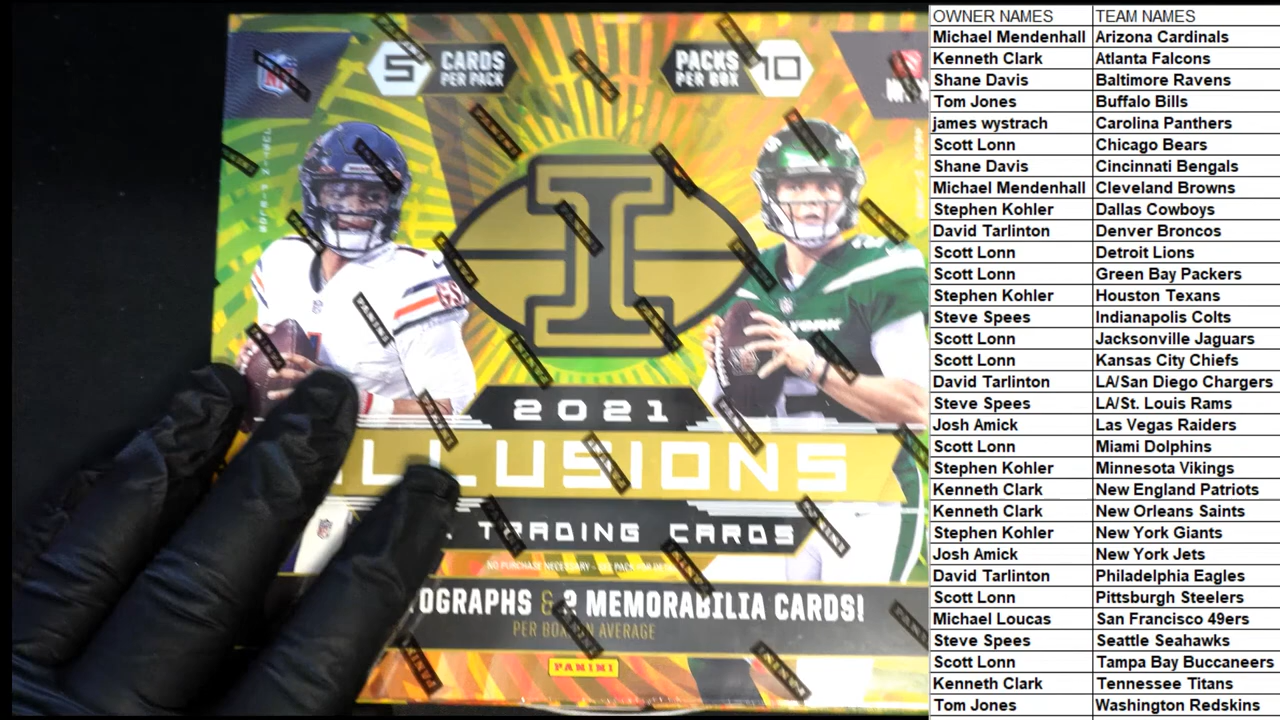 5 CARDS PER PACK
PACKS PER BOX 10
NFL
2021
ILLUSIONS
TRADING CARDS
NO PURCHASE NECESSARY
TOGRAPHS & 2 MEMORABILIA CARDS!
PER BOX ON AVERAGE
PANINI
OWNER NAMES TEAM NAMES
Michael Mendenhall Arizona Cardinals
Kenneth Clark Atlanta Falcons
Shane Davis Baltimore Ravens
Tom Jones Buffalo Bills
james wystrach Carolina Panthers
Scott Lonn Chicago Bears
Shane Davis Cincinnati Bengals
Michael Mendenhall Cleveland Browns
Stephen Kohler Dallas Cowboys
David Tarlinton Denver Broncos
Scott Lonn Detroit Lions
Scott Lonn Green Bay Packers
Stephen Kohler Houston Texans
Steve Spees Indianapolis Colts
Scott Lonn Jacksonville Jaguars
Scott Lonn Kansas City Chiefs
David Tarlinton LA/San Diego Chargers
Steve Spees LA/St. Louis Rams
Josh Amick Las Vegas Raiders
Scott Lonn Miami Dolphins
Stephen Kohler Minnesota Vikings
Kenneth Clark New England Patriots
Kenneth Clark New Orleans Saints
Stephen Kohler New York Giants
Josh Amick New York Jets
David Tarlinton Philadelphia Eagles
Scott Lonn Pittsburgh Steelers
Michael Loucas San Francisco 49ers
Steve Spees Seattle Seahawks
Scott Lonn Tampa Bay Buccaneers
Kenneth Clark Tennessee Titans
Tom Jones Washington Redskins